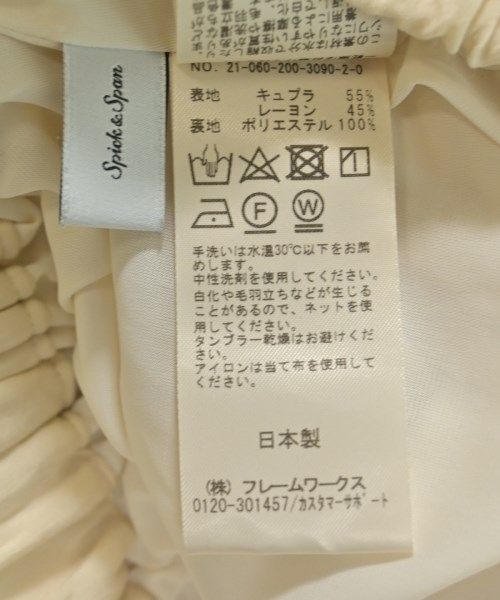 Spick & Span
NO. 21-060-200-3090-2-0
表地 キュプラ 55%
レーヨン 45%
裏地 ポリエステル 100%
F
W
手洗いは水温30℃以下をお薦
めします。
中性洗剤を使用してください。
白化や毛羽立ちなどが生じる
ことがあるので、ネットを使
用してください。
タンブラー乾燥はお避けくだ
さい。
アイロンは当て布を使用して
ください。
日本製
(株) フレームワークス
0120-301457/カスタマーサポート